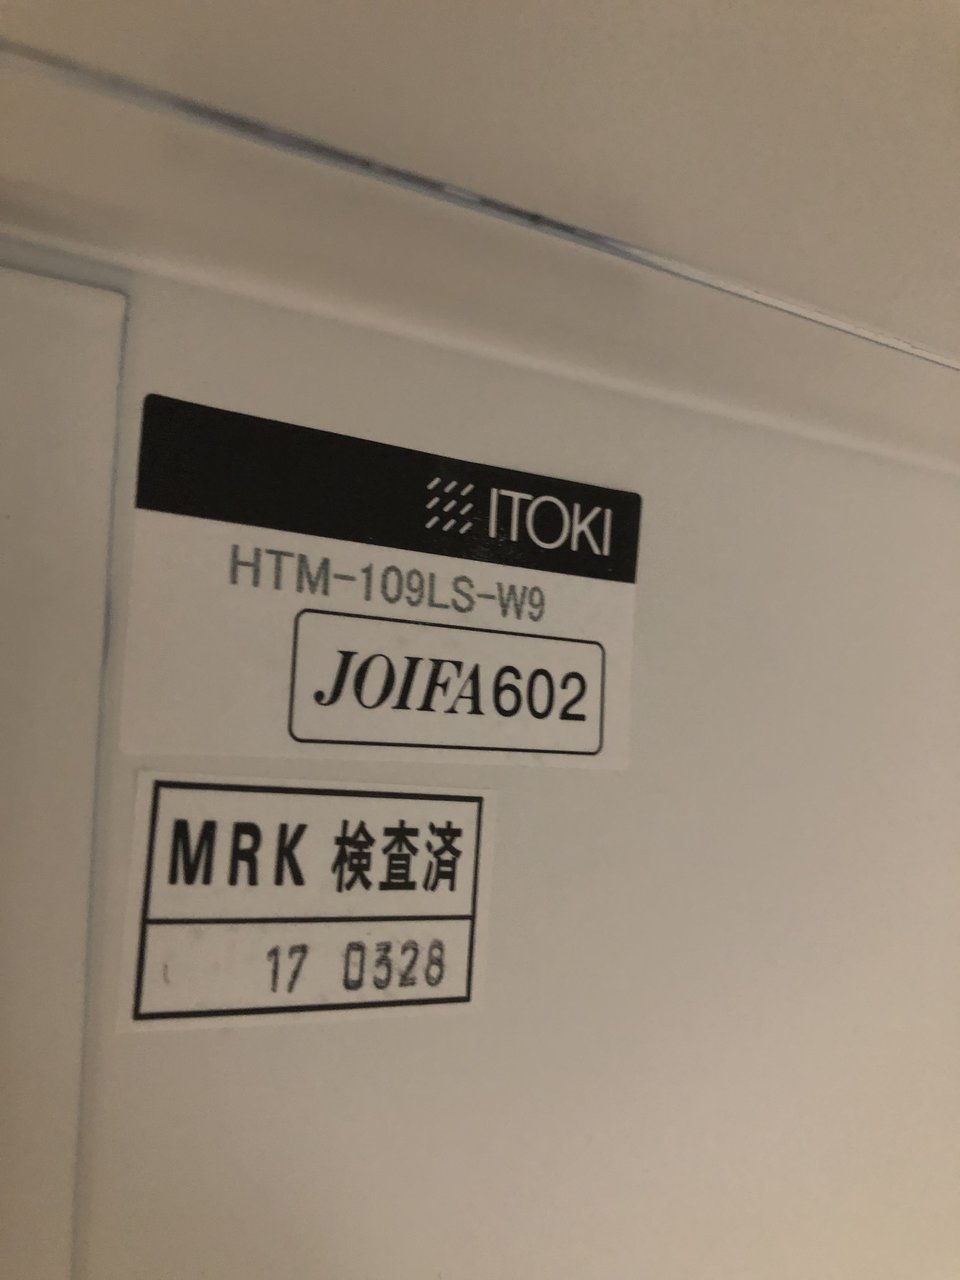 ITOKI
HTM-109LS-W9
JOIFA602
MRK 検査済
17 0328